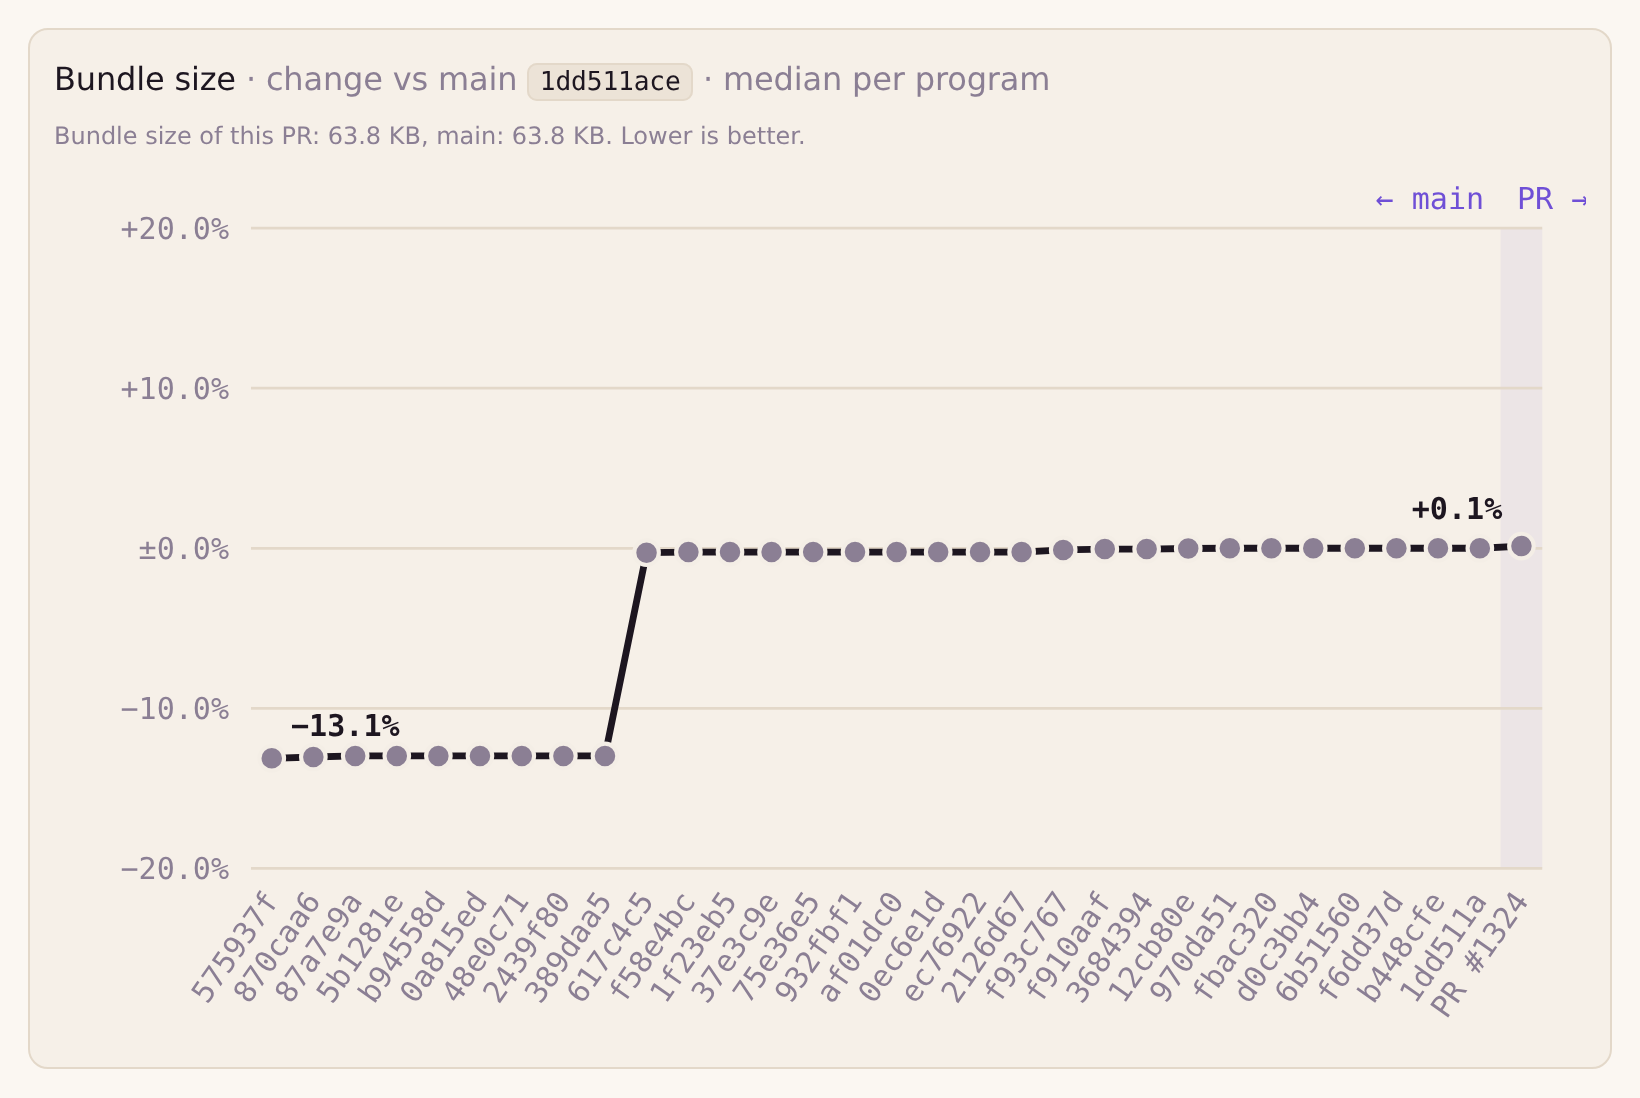 Bundle size · change vs main 1dd511ace · median per program
Bundle size of this PR: 63.8 KB, main: 63.8 KB. Lower is better.
← main PR →
+20.0%
+10.0%
+0.1%
±0.0%
−10.0%
−13.1%
−20.0%
575937f
870caa6
87a7e9a
5b1281e
b94558d
0a815ed
48e0c71
2439f80
389daa5
617c4c5
f58e4bc
1f23eb5
37e3c9e
75e36e5
932fbf1
af01dc0
0ec6e1d
ec76922
2126d67
f93c767
f910aaf
3684394
12cb80e
970da51
fbac320
d0c3bb4
6b51560
f6dd37d
b448cfe
1dd511a
PR #1324